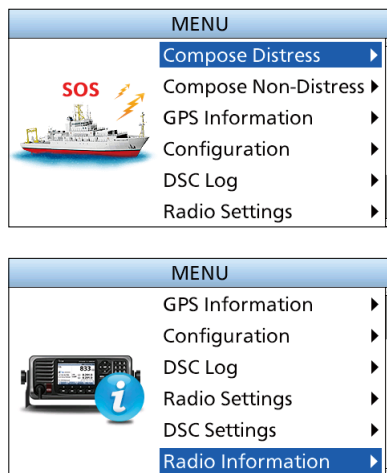 MENU
Compose Distress
SOS
Compose Non-Distress
GPS Information
Configuration
DSC Log
Radio Settings
MENU
GPS Information
Configuration
DSC Log
833
Radio Settings
DSC Settings
Radio Information